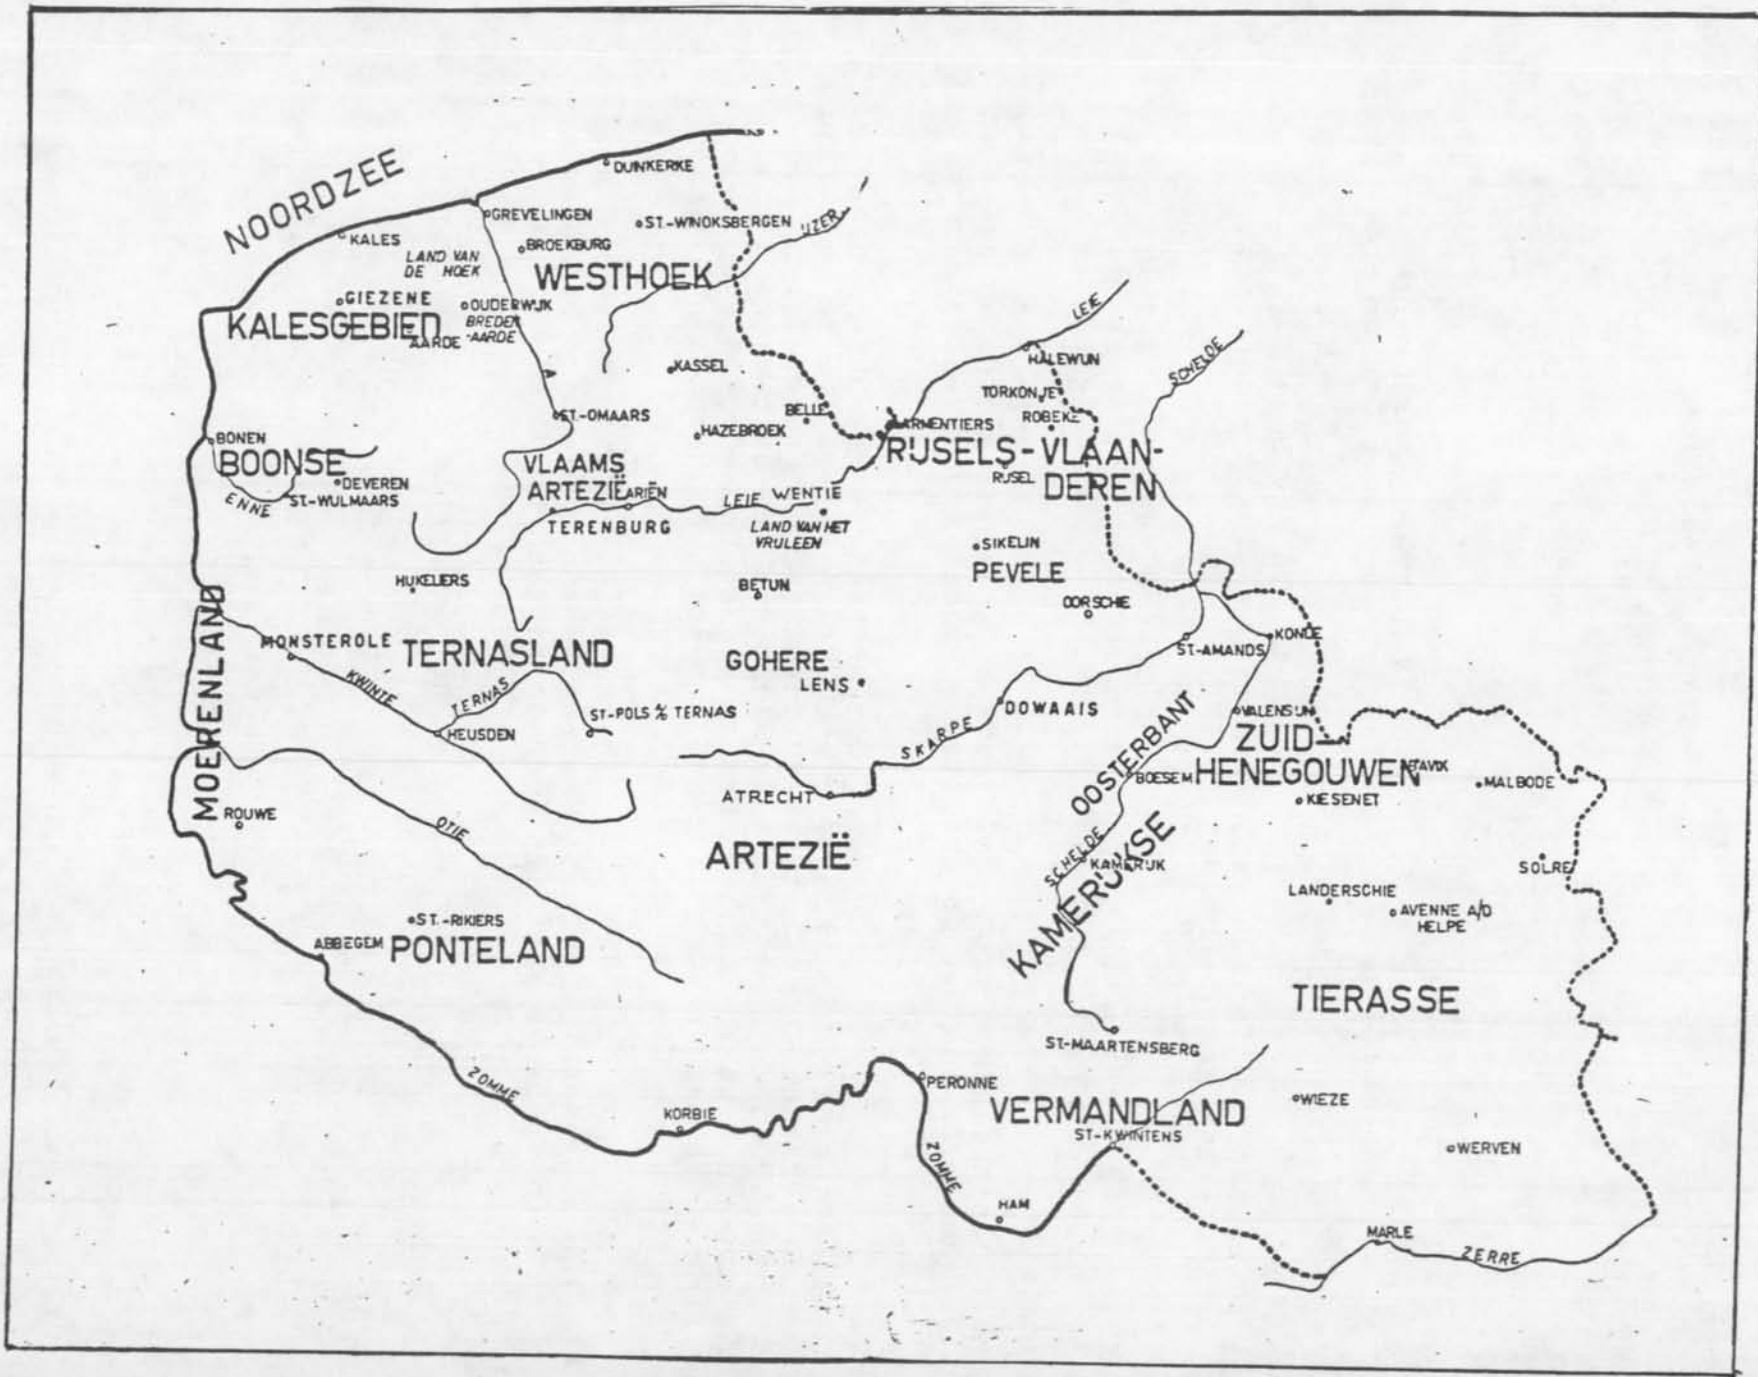 NOORDZEE
DUINKERKE
GREVELINGEN
ST-WINOKSBERGEN
IJZER
KALES
BROEKBURG
LAND VAN
DE HOEK
WESTHOEK
GIEZENE
OUDERWIJK
KALESGEBIED
BREDEN
-AARDE
AARDE
LEIE
HALEWIJN
SCHELDE
KASSEL
A
TORKONJE
ROBEKE
BELLE
ST-OMAARS
HAZEBROEK
ARMENTIERS
BONEN
BOONSE
RIJSELS-VLAAN-
DEREN
RIJSEL
VLAAMS
ARTEZIË
ARIËN
DEVEREN
ST-WULMAARS
ENNE
LEIE
WENTIE
TERENBURG
LAND VAN HET
VRIJLEEN
SIKELIN
PEVELE
HUKELIERS
BETUN
OORSCHIE
MOERENLAND
MONSTEROLE
TERNASLAND
GOHERE
LENS
ST-AMANDS
KONDE
KWINTE
TERNAS
ST-POLS a/d TERNAS
HEUSDEN
DOWAAIS
SKARPE
OOSTERBANT
VALENSIJN
ZUID-
HENEGOUWEN
BOESEM
MALBODE
KIESENET
ATRECHT
ROUWE
OTIE
ARTEZIË
SCHELDE
KAMERIJK
KAMERIJKSE
SOLRE
LANDERSCHIE
AVENNE A/D
HELPE
ST.-RIKIERS
ABBEGEM
PONTELAND
TIERASSE
ST-MAARTENSBERG
ZOMME
PERONNE
KORBIE
VERMANDLAND
ST-KWINTENS
WIEZE
WERVEN
ZOMME
HAM
MARLE
ZERRE